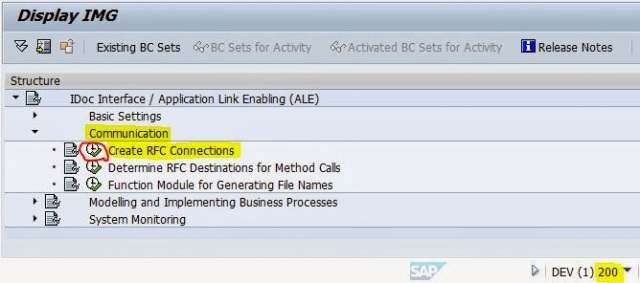 Display IMG
Existing BC Sets BC Sets for Activity Activated BC Sets for Activity Release Notes
Structure
IDoc Interface / Application Link Enabling (ALE)
Basic Settings
Communication
Create RFC Connections
Determine RFC Destinations for Method Calls
Function Module for Generating File Names
Modelling and Implementing Business Processes
System Monitoring
SAP DEV (1) 200